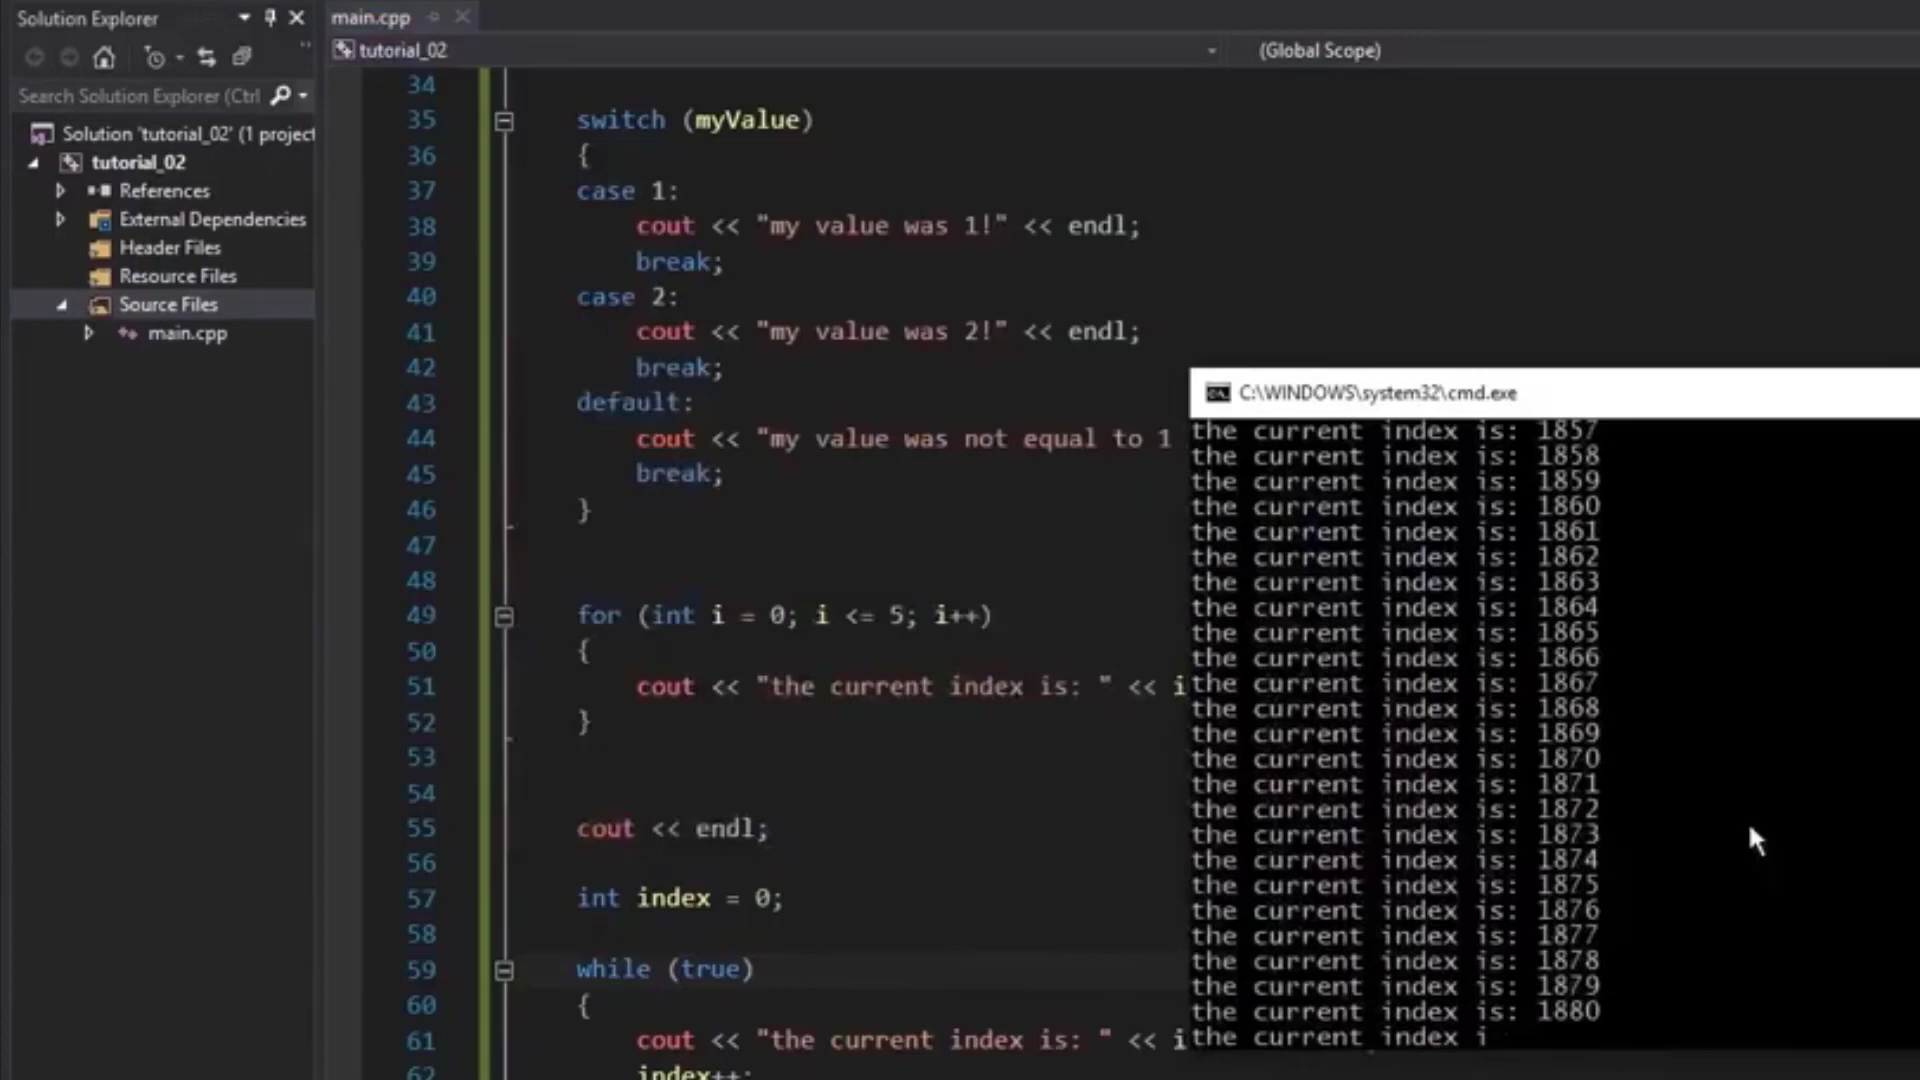 Solution Explorer
Search Solution Explorer (Ctrl
Solution 'tutorial_02' (1 project
tutorial_02
References
External Dependencies
Header Files
Resource Files
Source Files
main.cpp
main.cpp
tutorial_02
(Global Scope)
34
35 switch (myValue)
36 {
37 case 1:
38 cout << "my value was 1!" << endl;
39 break;
40 case 2:
41 cout << "my value was 2!" << endl;
42 break;
43 default:
44 cout << "my value was not equal to 1
45 break;
46 }
47
48
49 for (int i = 0; i <= 5; i++)
50 {
51 cout << "the current index is: " << i
52 }
53
54
55 cout << endl;
56
57 int index = 0;
58
59 while (true)
60 {
61 cout << "the current index is: " << i
62 index++;
C:\WINDOWS\system32\cmd.exe
the current index is: 1857
the current index is: 1858
the current index is: 1859
the current index is: 1860
the current index is: 1861
the current index is: 1862
the current index is: 1863
the current index is: 1864
the current index is: 1865
the current index is: 1866
the current index is: 1867
the current index is: 1868
the current index is: 1869
the current index is: 1870
the current index is: 1871
the current index is: 1872
the current index is: 1873
the current index is: 1874
the current index is: 1875
the current index is: 1876
the current index is: 1877
the current index is: 1878
the current index is: 1879
the current index is: 1880
the current index i